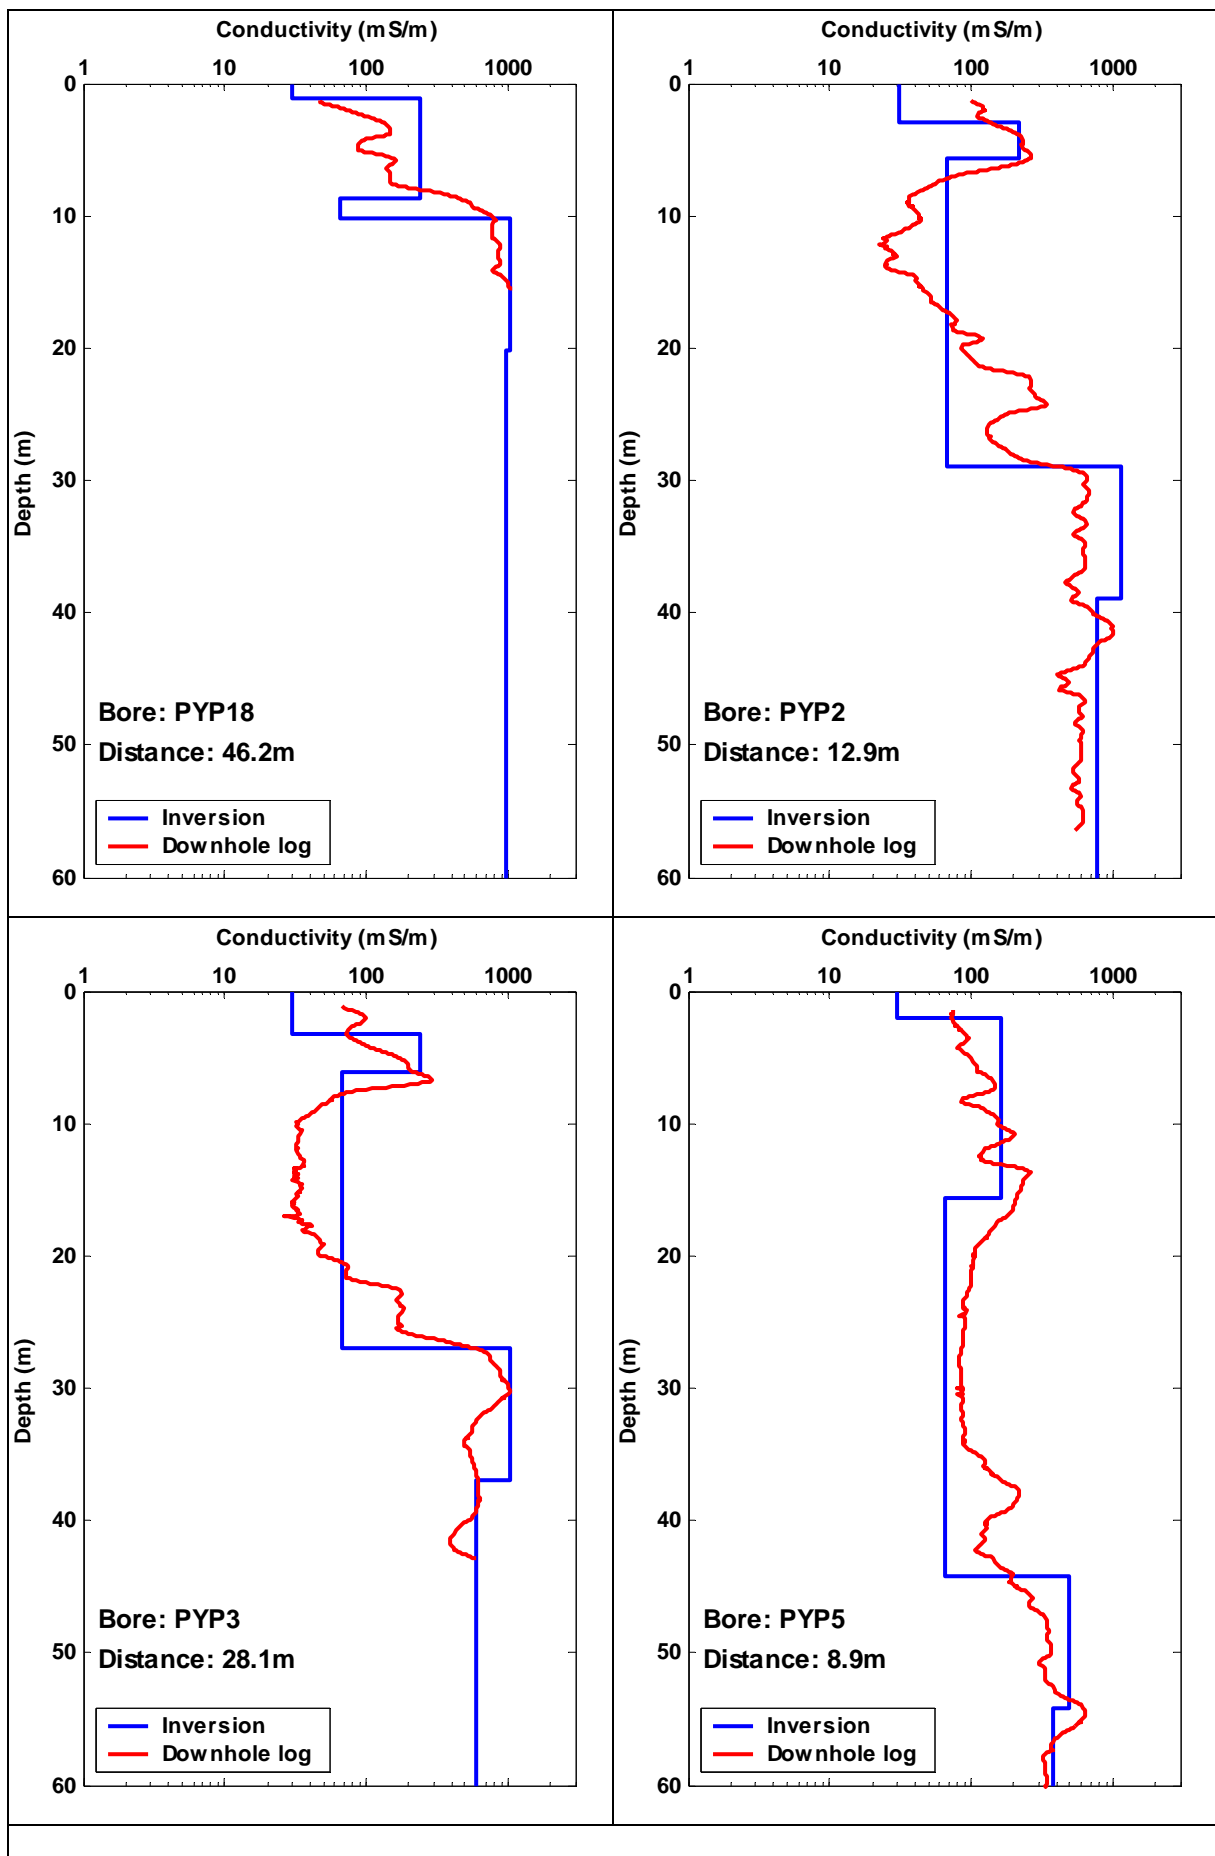 Conductivity (mS/m)
1 10 100 1000
0
10
20
30
40
50
60
Depth (m)
Bore: PYP18
Distance: 46.2m
Inversion
Downhole log
Conductivity (mS/m)
1 10 100 1000
0
10
20
30
40
50
60
Depth (m)
Bore: PYP2
Distance: 12.9m
Inversion
Downhole log
Conductivity (mS/m)
1 10 100 1000
0
10
20
30
40
50
60
Depth (m)
Bore: PYP3
Distance: 28.1m
Inversion
Downhole log
Conductivity (mS/m)
1 10 100 1000
0
10
20
30
40
50
60
Depth (m)
Bore: PYP5
Distance: 8.9m
Inversion
Downhole log